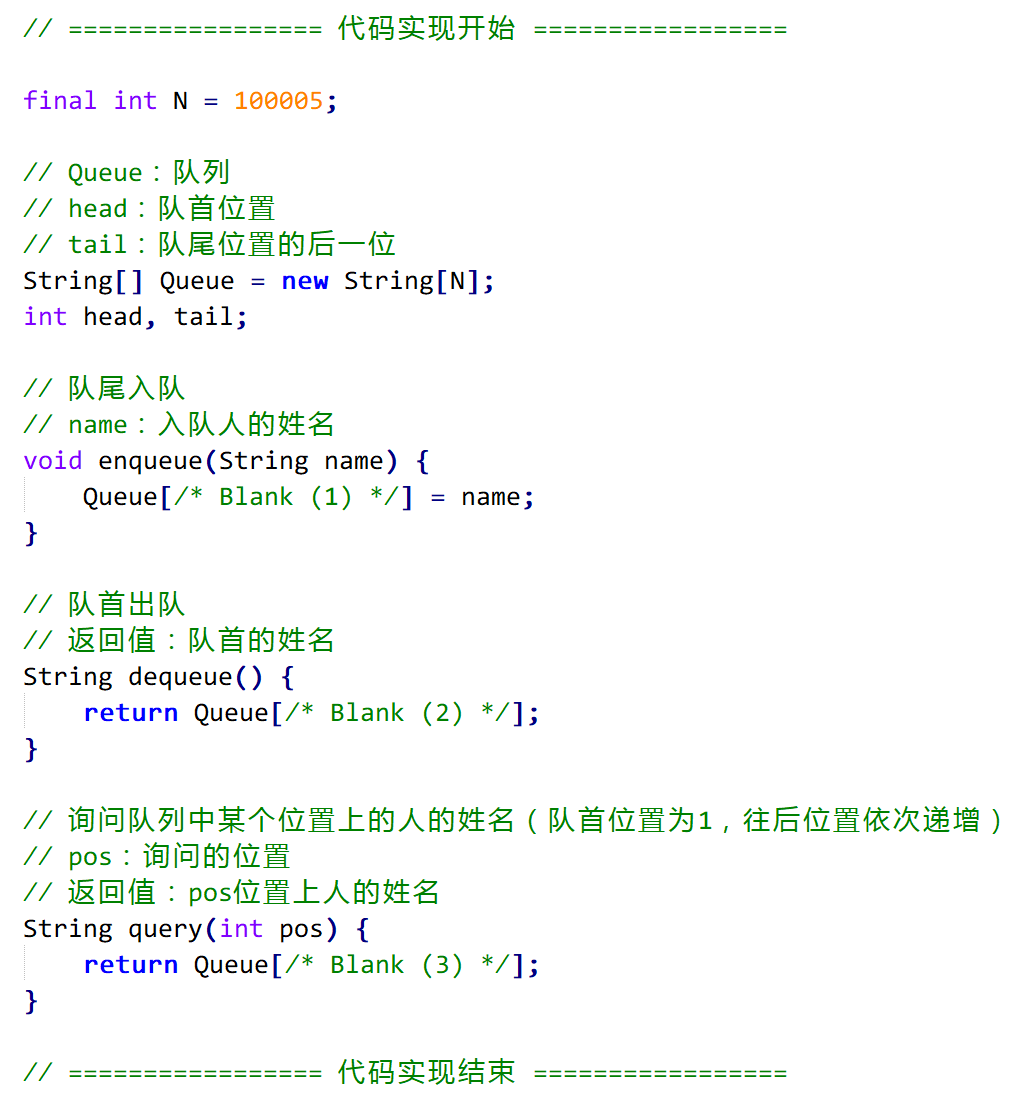 // ================= 代码实现开始 =================
final int N = 100005;
// Queue：队列
// head：队首位置
// tail：队尾位置的后一位
String[] Queue = new String[N];
int head, tail;
// 队尾入队
// name：入队人的姓名
void enqueue(String name) {
    Queue[/* Blank (1) */] = name;
}
// 队首出队
// 返回值：队首的姓名
String dequeue() {
    return Queue[/* Blank (2) */];
}
// 询问队列中某个位置上的人的姓名（队首位置为1，往后位置依次递增）
// pos：询问的位置
// 返回值：pos位置上人的姓名
String query(int pos) {
    return Queue[/* Blank (3) */];
}
// ================= 代码实现结束 =================